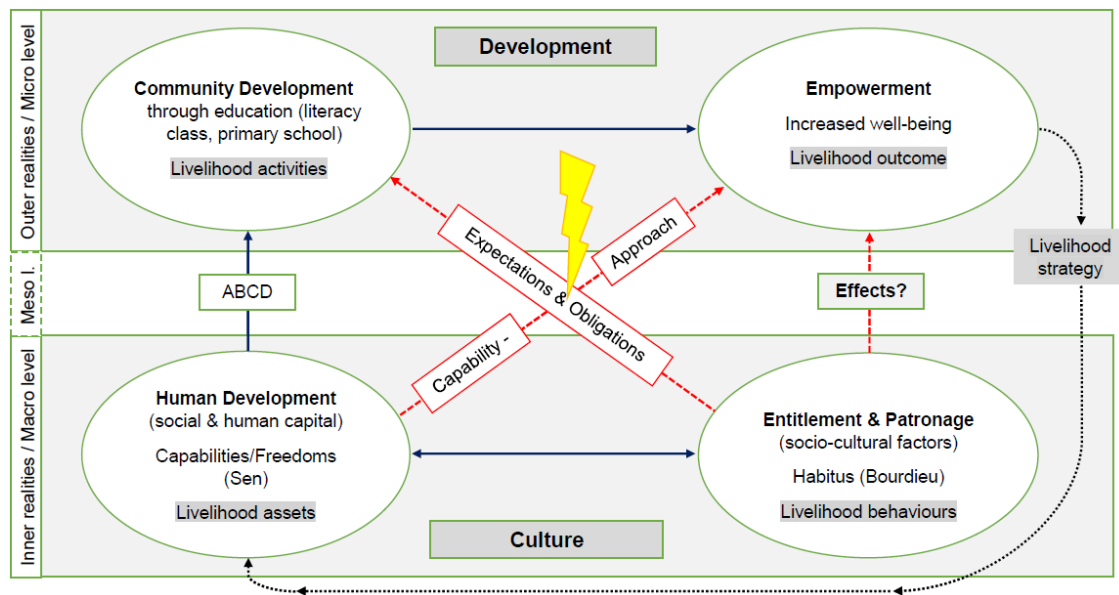 Outer realities / Micro level
Development
Community Development
through education (literacy
class, primary school)
Livelihood activities
Empowerment
Increased well-being
Livelihood outcome
Meso l.
ABCD
Expectations & Obligations
Capability -
Approach
Effects?
Livelihood
strategy
Inner realities / Macro level
Human Development
(social & human capital)
Capabilities/Freedoms
(Sen)
Livelihood assets
Entitlement & Patronage
(socio-cultural factors)
Habitus (Bourdieu)
Livelihood behaviours
Culture